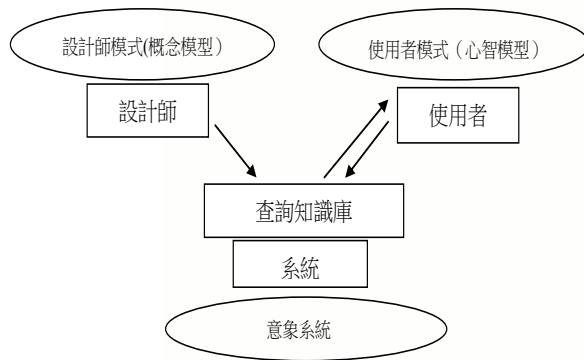 設計師模式(概念模型）
使用者模式（心智模型）
設計師
使用者
查詢知識庫
系統
意象系統